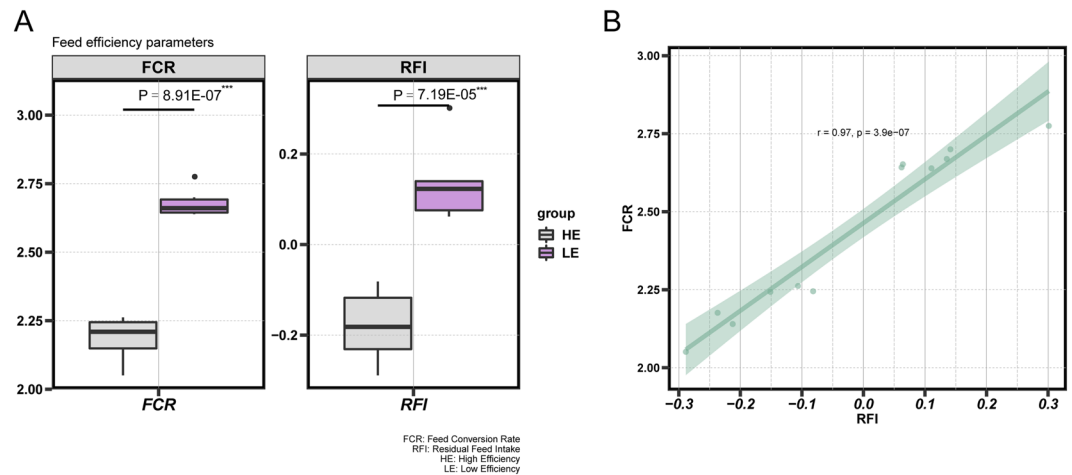 A
Feed efficiency parameters
FCR
RFI
P = 8.91E-07***
P = 7.19E-05***
3.00
2.75
2.50
2.25
2.00
0.2
0.0
−0.2
FCR
RFI
group
HE
LE
FCR: Feed Conversion Rate
RFI: Residual Feed Intake
HE: High Efficiency
LE: Low Efficiency
B
3.00
2.75
2.50
2.25
2.00
FCR
r = 0.97, p = 3.9e−07
−0.3 −0.2 −0.1 0.0 0.1 0.2 0.3
RFI